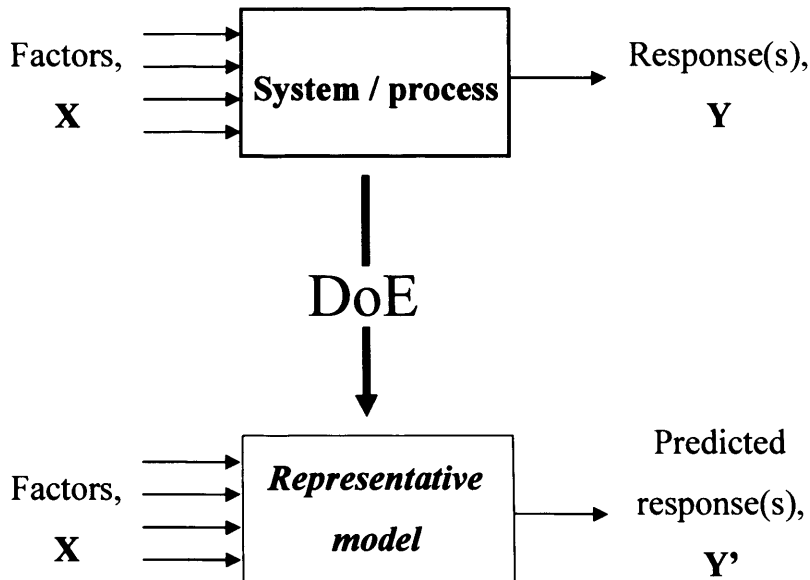 Factors,
X
System / process
Response(s),
Y
DoE
Factors,
X
Representative
model
Predicted
response(s),
Y’